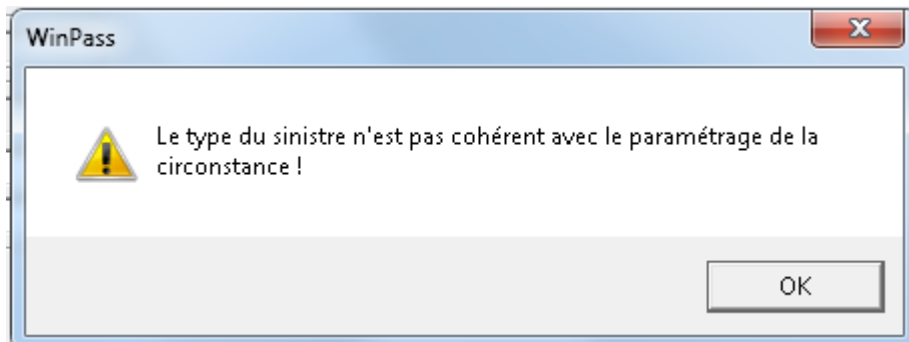 WinPass
Le type du sinistre n'est pas cohérent avec le paramétrage de la
circonstance !
OK